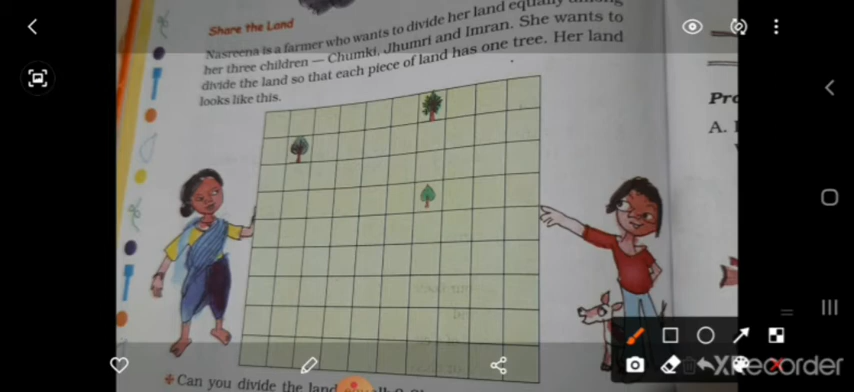 Share the Land
Nasreena is a farmer who wants to divide her land equally among
her three children — Chumki, Jhumri and Imran. She wants to
divide the land so that each piece of land has one tree. Her land
looks like this.
Pro
A.
Can you divide the land
XRecorder